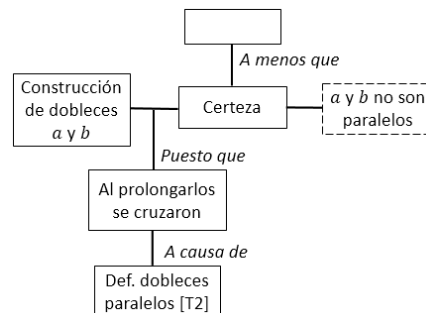 A menos que
Construcción
de dobleces
𝑎 y 𝑏
Certeza
𝑎 y 𝑏 no son
paralelos
Puesto que
Al prolongarlos
se cruzaron
A causa de
Def. dobleces
paralelos [T2]